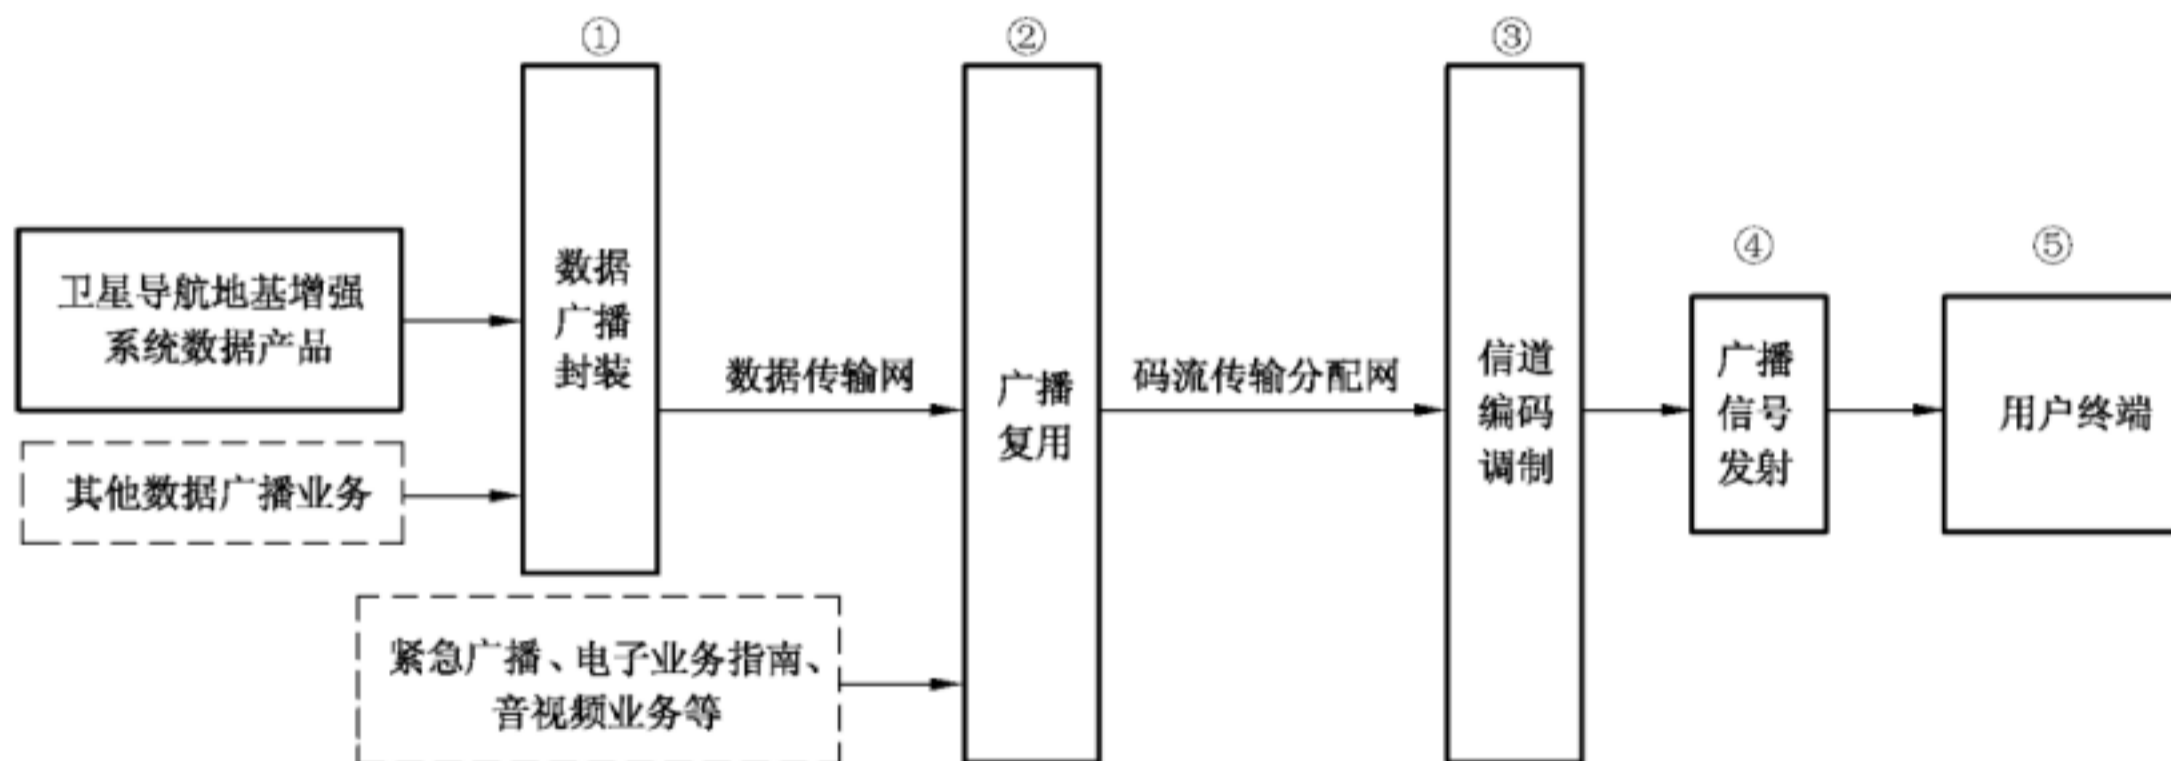 ①
②
③
④
⑤
卫星导航地基增强
系统数据产品
其他数据广播业务
数据
广播
封装
数据传输网
紧急广播、电子业务指南、
音视频业务等
广播
复用
码流传输分配网
信道
编码
调制
广播
信号
发射
用户终端